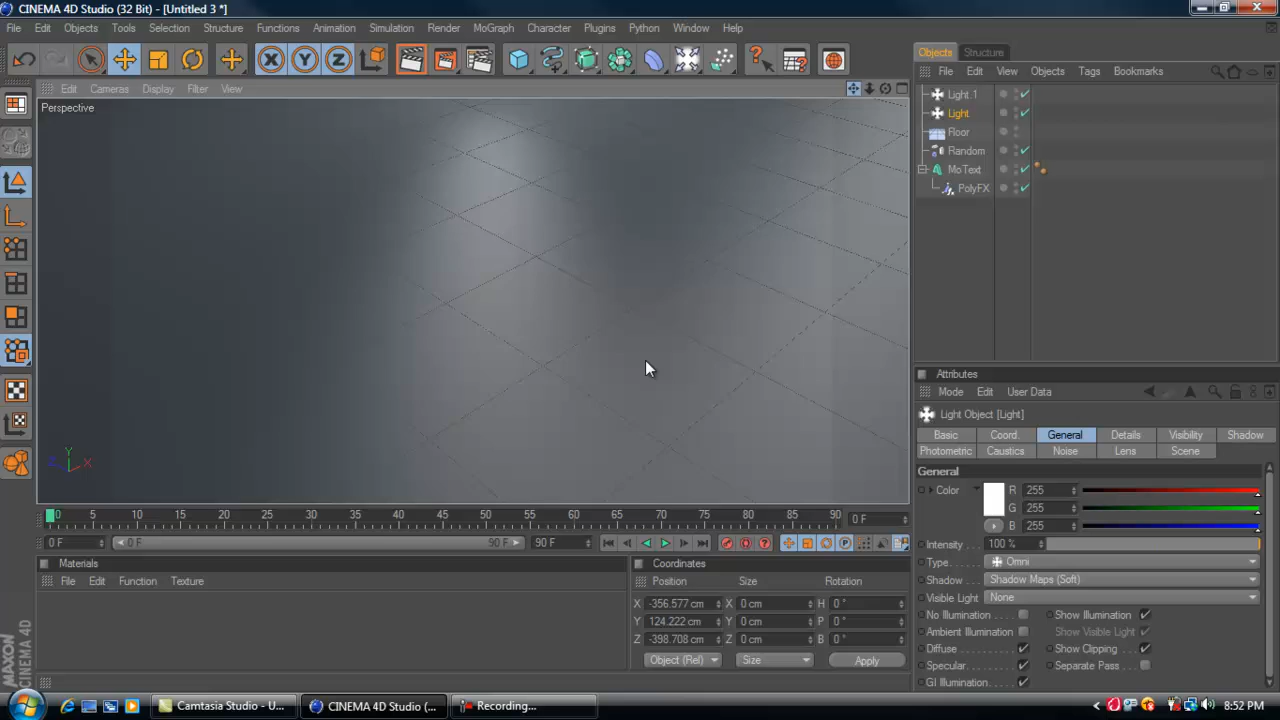 CINEMA 4D Studio (32 Bit) - [Untitled 3 *]
File Edit Objects Tools Selection Structure Functions Animation Simulation Render MoGraph Character Plugins Python Window Help
X Y Z
Objects Structure
Edit Cameras Display Filter View
File Edit View Objects Tags Bookmarks
Perspective
Light 1
Light
Floor
Random
MoText
PolyFX
Y
Z X
Attributes
Mode Edit User Data
Light Object [Light]
Basic Coord. General Details Visibility Shadow
Photometric Caustics Noise Lens Scene
General
Color R 255
G 255
B 255
Intensity 100 %
Type Omni
Shadow Shadow Maps (Soft)
Visible Light None
No Illumination Show Illumination
Ambient Illumination Show Visible Light
Diffuse Show Clipping
Specular Separate Pass
GI Illumination
0 5 10 15 20 25 30 35 40 45 50 55 60 65 70 75 80 85 90 0 F
0 F 0 F 90 F 90 F
Materials
File Edit Function Texture
Coordinates
Position Size Rotation
X -356.577 cm X 0 cm H 0 °
Y 124.222 cm Y 0 cm P 0 °
Z -398.708 cm Z 0 cm B 0 °
Object (Rel) Size Apply
MAXON
CINEMA 4D
Camtasia Studio - U... CINEMA 4D Studio (... Recording... 8:52 PM